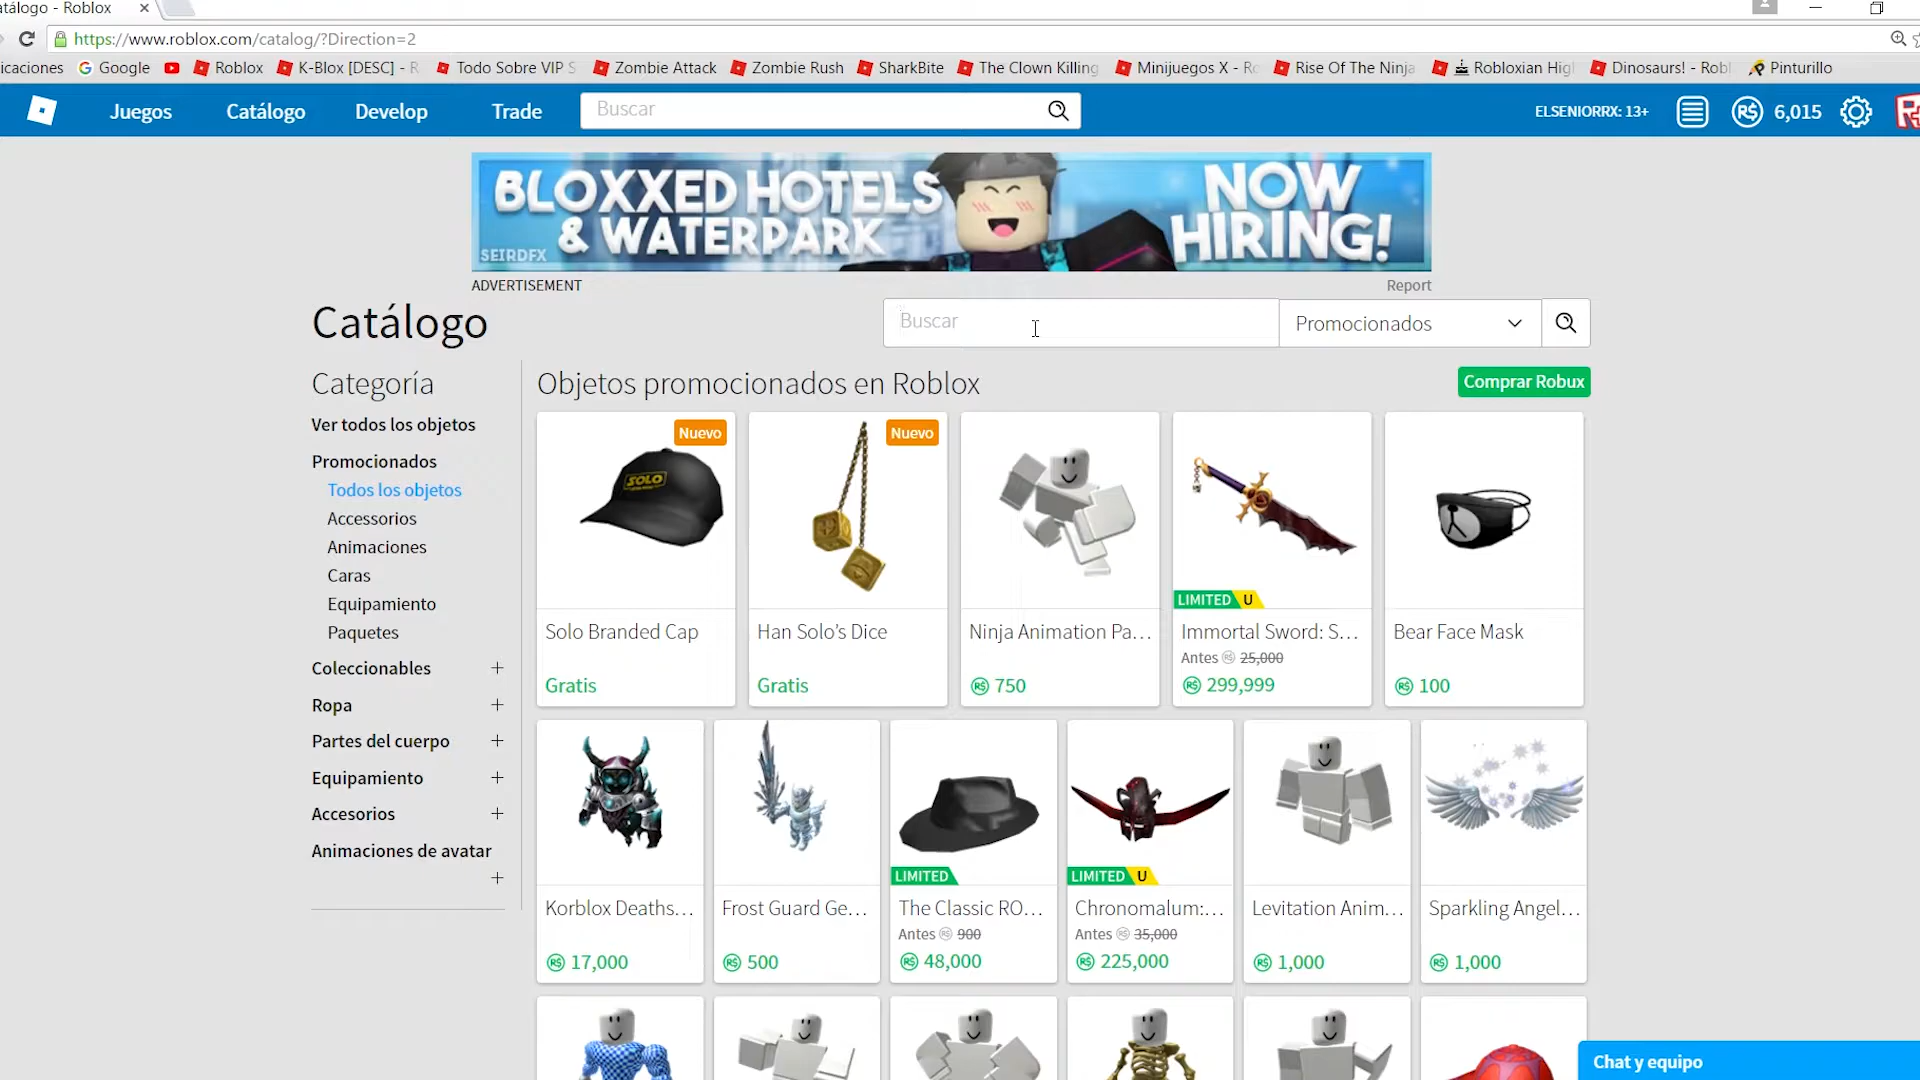 atálogo - Roblox
https://www.roblox.com/catalog/?Direction=2
icaciones Google Roblox K-Blox [DESC] - R Todo Sobre VIP S Zombie Attack Zombie Rush SharkBite The Clown Killing Minijuegos X - Ro Rise Of The Ninja Robloxian Hig Dinosaurs! - Robl Pinturillo
Juegos Catálogo Develop Trade Buscar ELSENIORRX: 13+ R$ 6,015
BLOXXED HOTELS
& WATERPARK
NOW
HIRING!
SEIRDFX
ADVERTISEMENT Report
Catálogo
Buscar Promocionados
Categoría
Ver todos los objetos
Promocionados
Todos los objetos
Accessorios
Animaciones
Caras
Equipamiento
Paquetes
Coleccionables +
Ropa +
Partes del cuerpo +
Equipamiento +
Accesorios +
Animaciones de avatar
+
Objetos promocionados en Roblox
Comprar Robux
Nuevo
SOLO
Solo Branded Cap
Gratis
Nuevo
Han Solo's Dice
Gratis
Ninja Animation Pa...
R$ 750
LIMITED U
Immortal Sword: S...
Antes R$ 25,000
R$ 299,999
Bear Face Mask
R$ 100
Korblox Deaths...
R$ 17,000
Frost Guard Ge...
R$ 500
LIMITED
The Classic RO...
Antes R$ 900
R$ 48,000
LIMITED U
Chronomalum:...
Antes R$ 35,000
R$ 225,000
Levitation Anim...
R$ 1,000
Sparkling Angel...
R$ 1,000
Chat y equipo